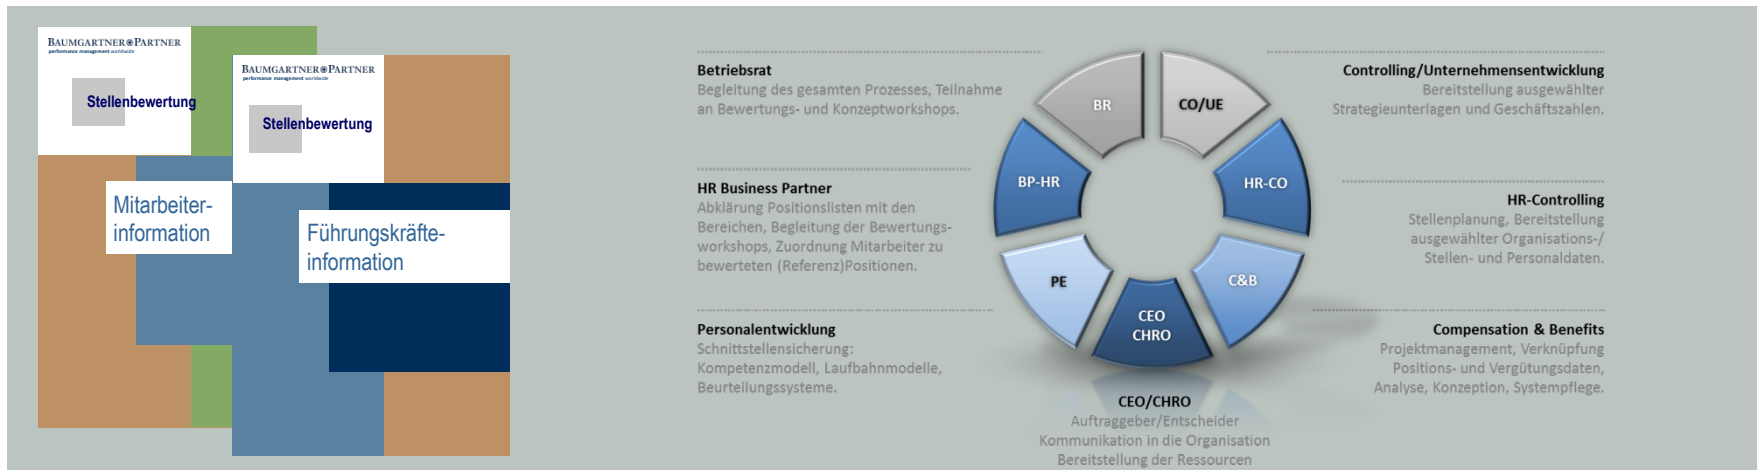 BAUMGARTNER PARTNER
performance management worldwide
Stellenbewertung
Mitarbeiter-
information
BAUMGARTNER PARTNER
performance management worldwide
Stellenbewertung
Führungskräfte-
information
Betriebsrat
Begleitung des gesamten Prozesses, Teilnahme
an Bewertungs- und Konzeptworkshops.
HR Business Partner
Abklärung Positionslisten mit den
Bereichen, Begleitung der Bewertungs-
workshops, Zuordnung Mitarbeiter zu
bewerteten (Referenz)Positionen.
Personalentwicklung
Schnittstellensicherung:
Kompetenzmodell, Laufbahnmodelle,
Beurteilungssysteme.
BR
CO/UE
BP-HR
HR-CO
PE
C&B
CEO
CHRO
CEO/CHRO
Auftraggeber/Entscheider
Kommunikation in die Organisation
Bereitstellung der Ressourcen
Controlling/Unternehmensentwicklung
Bereitstellung ausgewählter
Strategieunterlagen und Geschäftszahlen.
HR-Controlling
Stellenplanung, Bereitstellung
ausgewählter Organisations-/
Stellen- und Personaldaten.
Compensation & Benefits
Projektmanagement, Verknüpfung
Positions- und Vergütungsdaten,
Analyse, Konzeption, Systempflege.